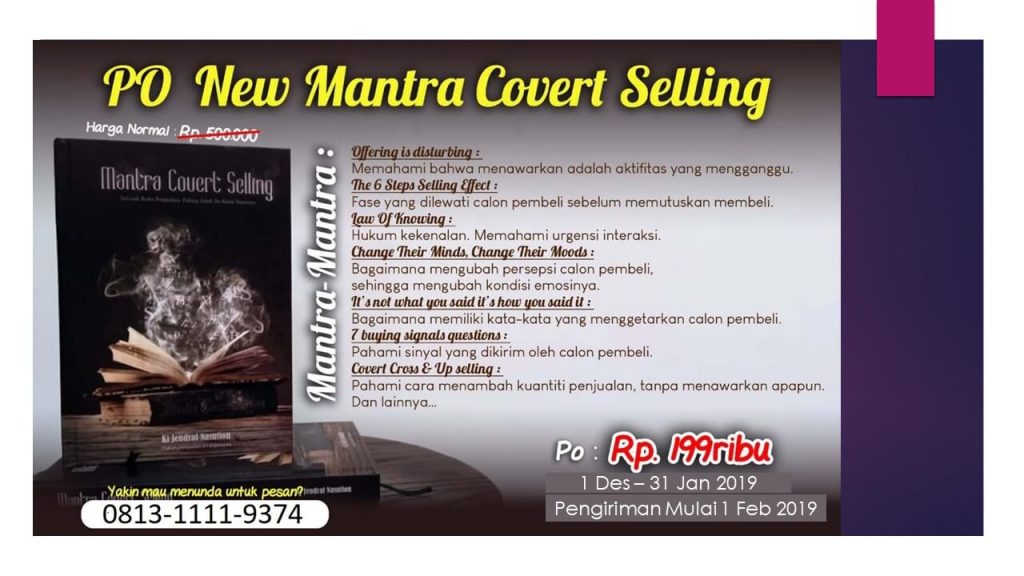 PO New Mantra Covert Selling
Harga Normal : Rp. 500.000
Mantra Covert Selling
Ki Jendral Nasution
Mantra-Mantra :
Offering is disturbing :
Memahami bahwa menawarkan adalah aktifitas yang mengganggu.
The 6 Steps Selling Effect :
Fase yang dilewati calon pembeli sebelum memutuskan membeli.
Law Of Knowing :
Hukum kekenalan. Memahami urgensi interaksi.
Change Their Minds, Change Their Moods :
Bagaimana mengubah persepsi calon pembeli,
sehingga mengubah kondisi emosinya.
It's not what you said it's how you said it :
Bagaimana memiliki kata-kata yang menggetarkan calon pembeli.
7 buying signals questions :
Pahami sinyal yang dikirim oleh calon pembeli.
Covert Cross & Up selling :
Pahami cara menambah kuantiti penjualan, tanpa menawarkan apapun.
Dan lainnya...
Po : Rp. 199ribu
1 Des – 31 Jan 2019
Pengiriman Mulai 1 Feb 2019
Yakin mau menunda untuk pesan?
0813-1111-9374